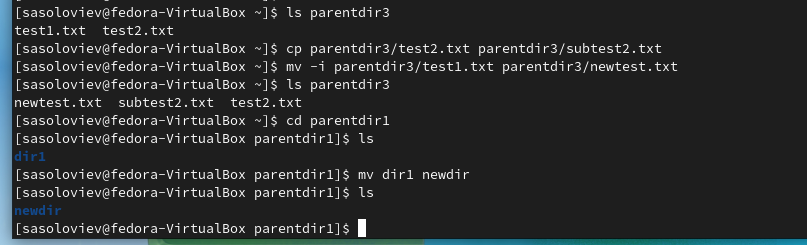 [sasoloviev@fedora-VirtualBox ~]$ ls parentdir3
test1.txt  test2.txt
[sasoloviev@fedora-VirtualBox ~]$ cp parentdir3/test2.txt parentdir3/subtest2.txt
[sasoloviev@fedora-VirtualBox ~]$ mv -i parentdir3/test1.txt parentdir3/newtest.txt
[sasoloviev@fedora-VirtualBox ~]$ ls parentdir3
newtest.txt  subtest2.txt  test2.txt
[sasoloviev@fedora-VirtualBox ~]$ cd parentdir1
[sasoloviev@fedora-VirtualBox parentdir1]$ ls
dir1
[sasoloviev@fedora-VirtualBox parentdir1]$ mv dir1 newdir
[sasoloviev@fedora-VirtualBox parentdir1]$ ls
newdir
[sasoloviev@fedora-VirtualBox parentdir1]$